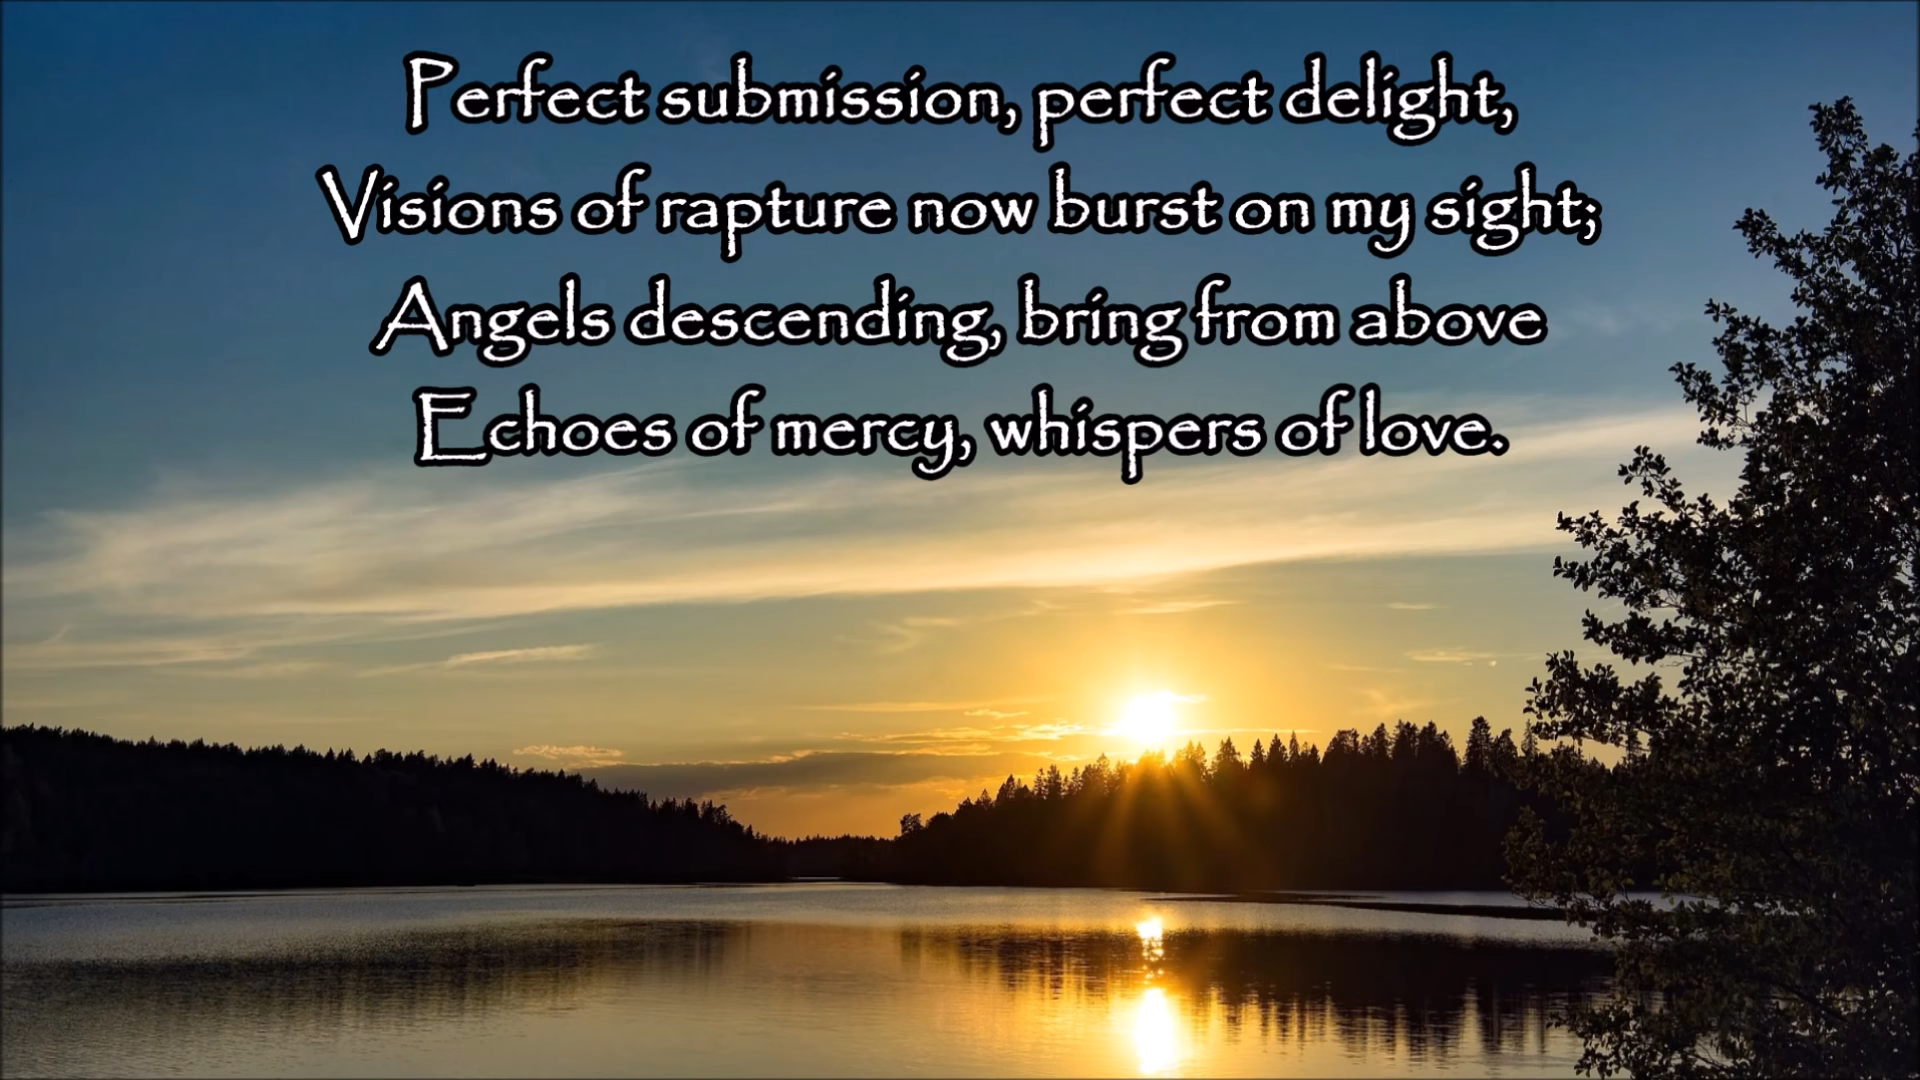 Perfect submission, perfect delight,
Visions of rapture now burst on my sight;
Angels descending, bring from above
Echoes of mercy, whispers of love.